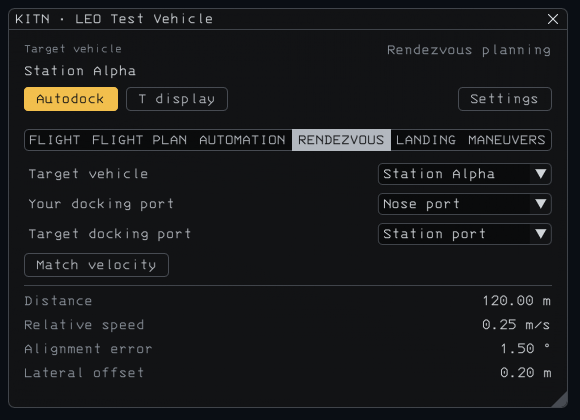 KITN · LEO Test Vehicle
Target vehicle
Rendezvous planning
Station Alpha
Autodock T display Settings
FLIGHT FLIGHT PLAN AUTOMATION RENDEZVOUS LANDING MANEUVERS
Target vehicle Station Alpha
Your docking port Nose port
Target docking port Station port
Match velocity
Distance 120.00 m
Relative speed 0.25 m/s
Alignment error 1.50 °
Lateral offset 0.20 m